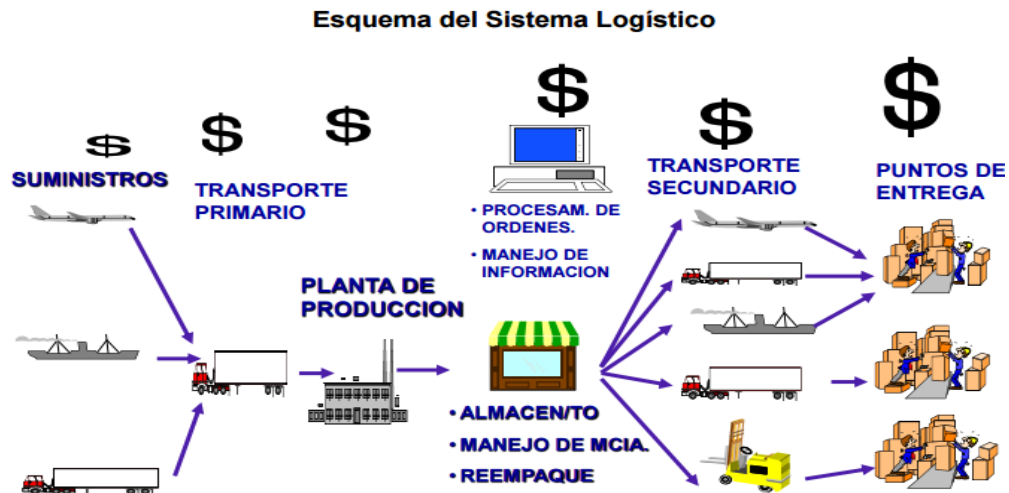 Esquema del Sistema Logístico
$ $ $ $ $ $
SUMINISTROS
TRANSPORTE
PRIMARIO
PLANTA DE
PRODUCCION
• PROCESAM. DE
ORDENES.
• MANEJO DE
INFORMACION
• ALMACEN/TO
• MANEJO DE MCIA.
• REEMPAQUE
TRANSPORTE
SECUNDARIO
PUNTOS DE
ENTREGA